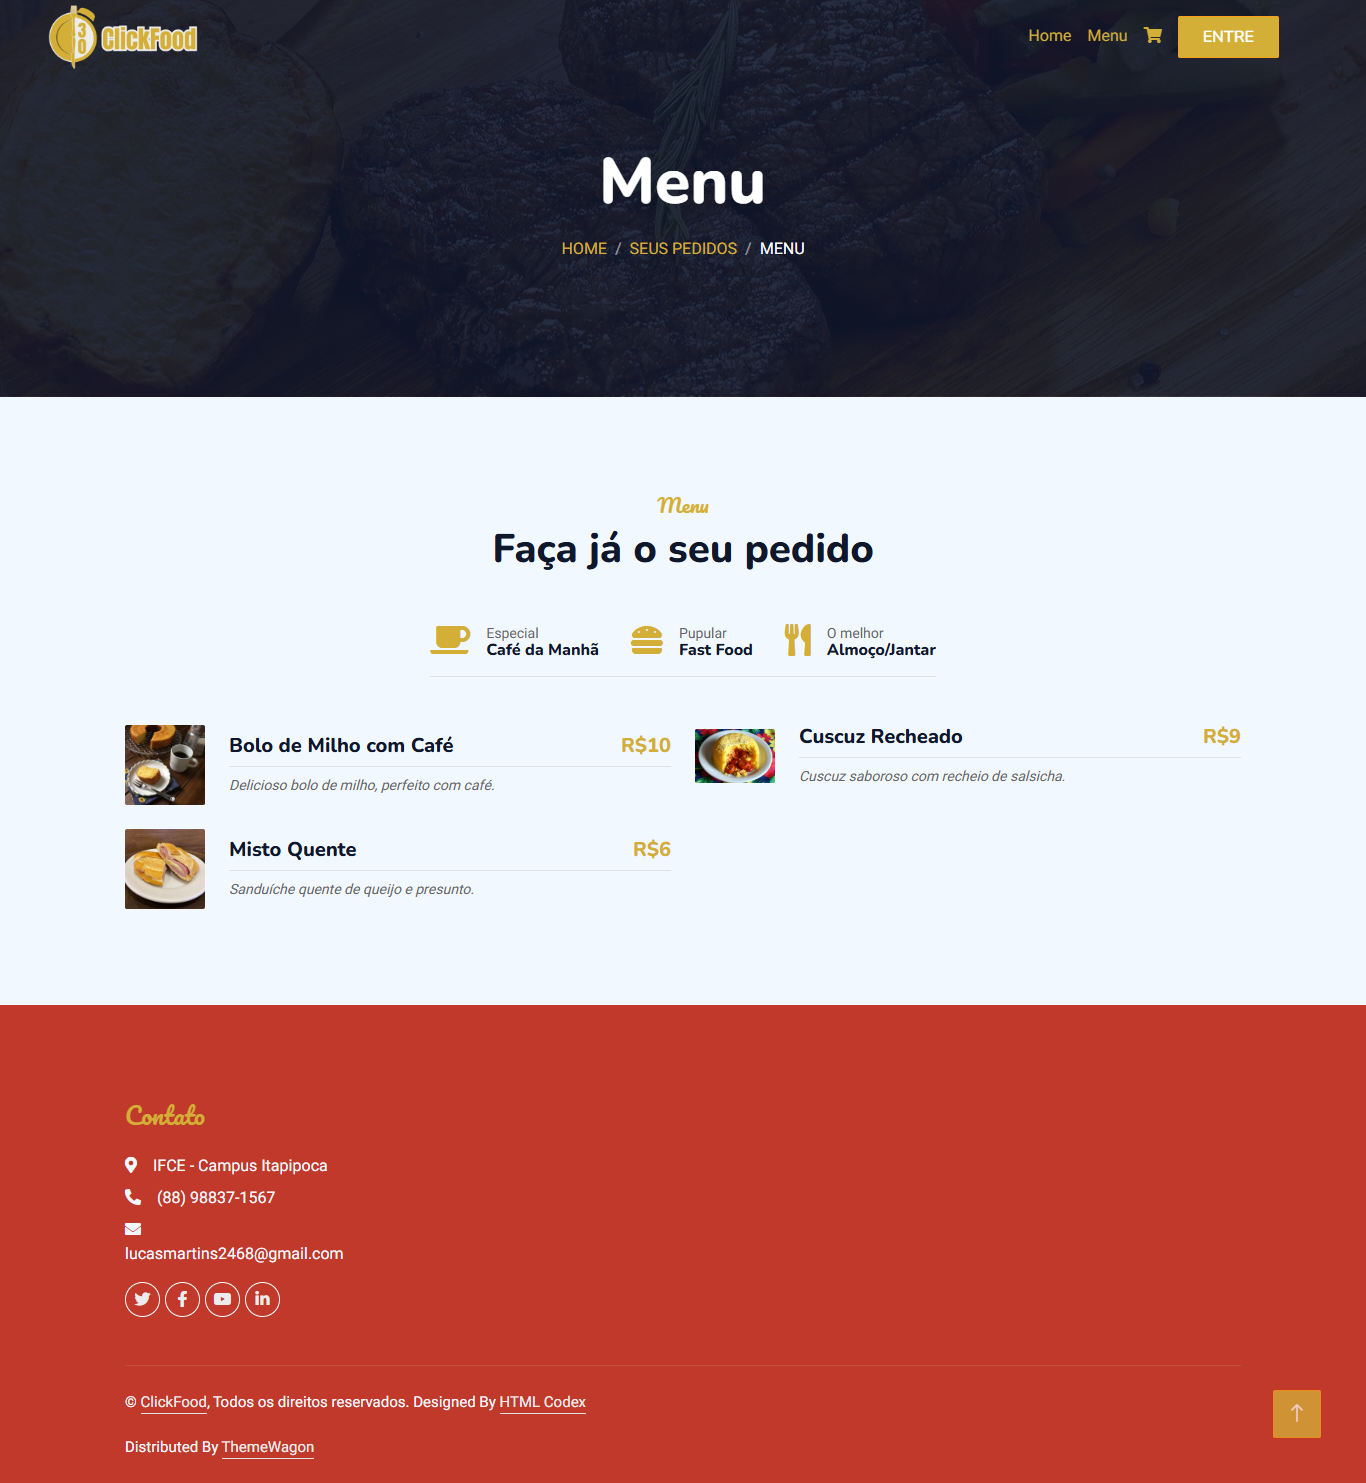 30 ClickFood
Home Menu ENTRE
Menu
HOME / SEUS PEDIDOS / MENU
Menu
Faça já o seu pedido
Especial
Café da Manhã
Pupular
Fast Food
O melhor
Almoço/Jantar
Bolo de Milho com Café R$10
Delicioso bolo de milho, perfeito com café.
Cuscuz Recheado R$9
Cuscuz saboroso com recheio de salsicha.
Misto Quente R$6
Sanduíche quente de queijo e presunto.
Contato
IFCE - Campus Itapipoca
(88) 98837-1567
lucasmartins2468@gmail.com
© ClickFood, Todos os direitos reservados. Designed By HTML Codex
Distributed By ThemeWagon